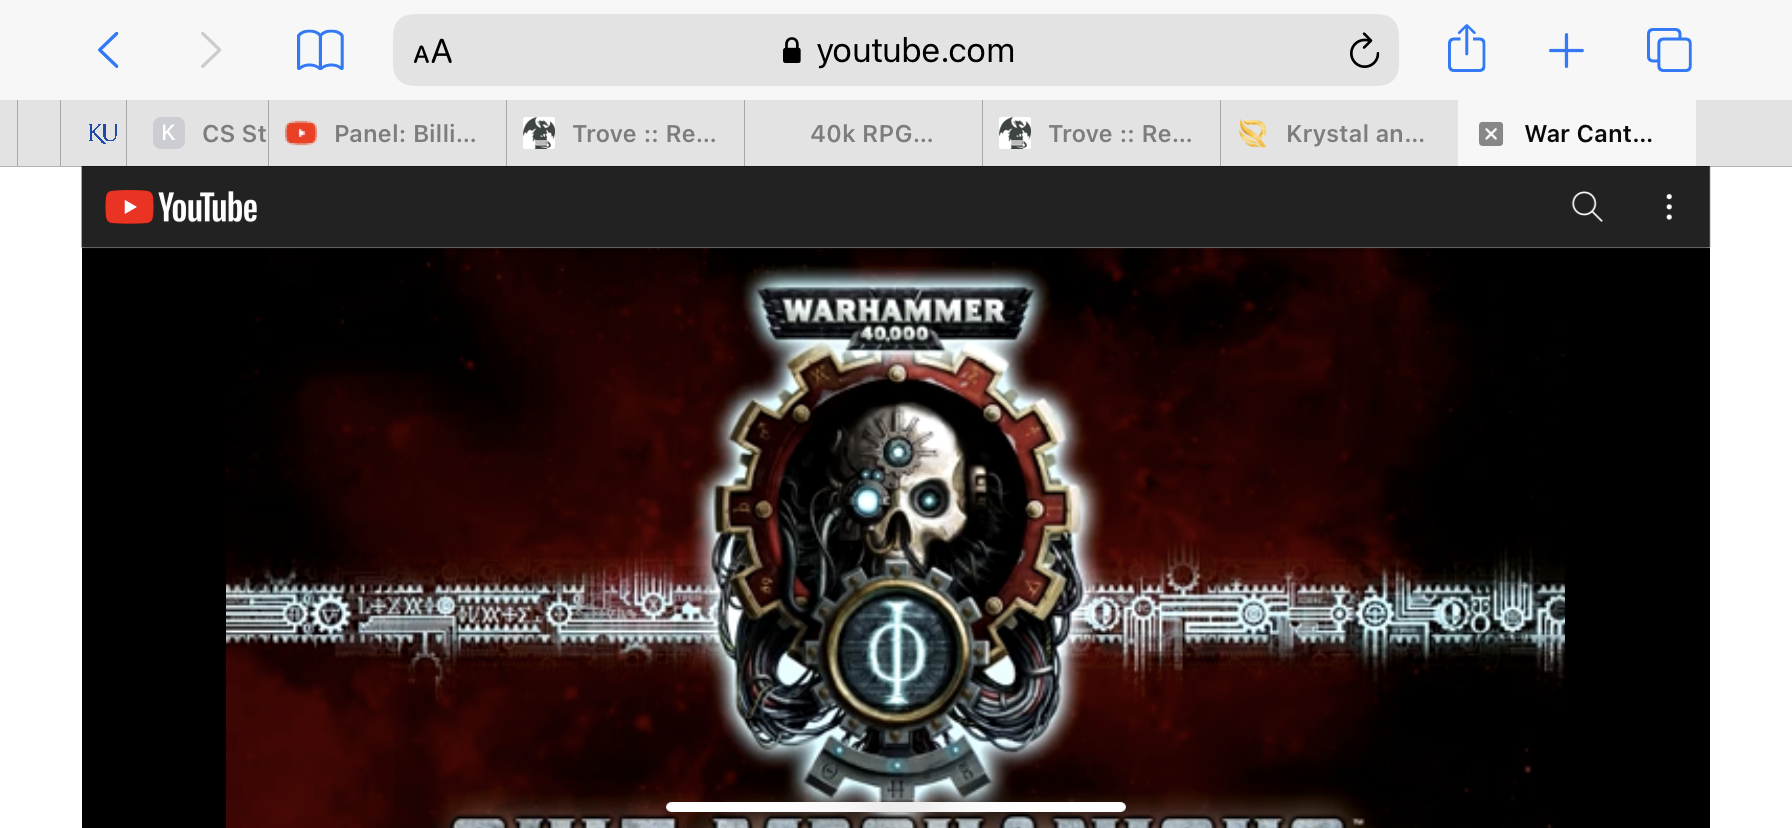 AA
youtube.com
KU
K
CS St
Panel: Billi...
Trove :: Re...
40k RPG...
Trove :: Re...
Krystal an...
War Cant...
YouTube
WARHAMMER
40,000